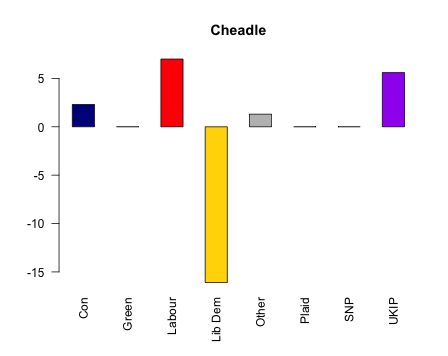 Cheadle
5
0
-5
-10
-15
Con
Green
Labour
Lib Dem
Other
Plaid
SNP
UKIP